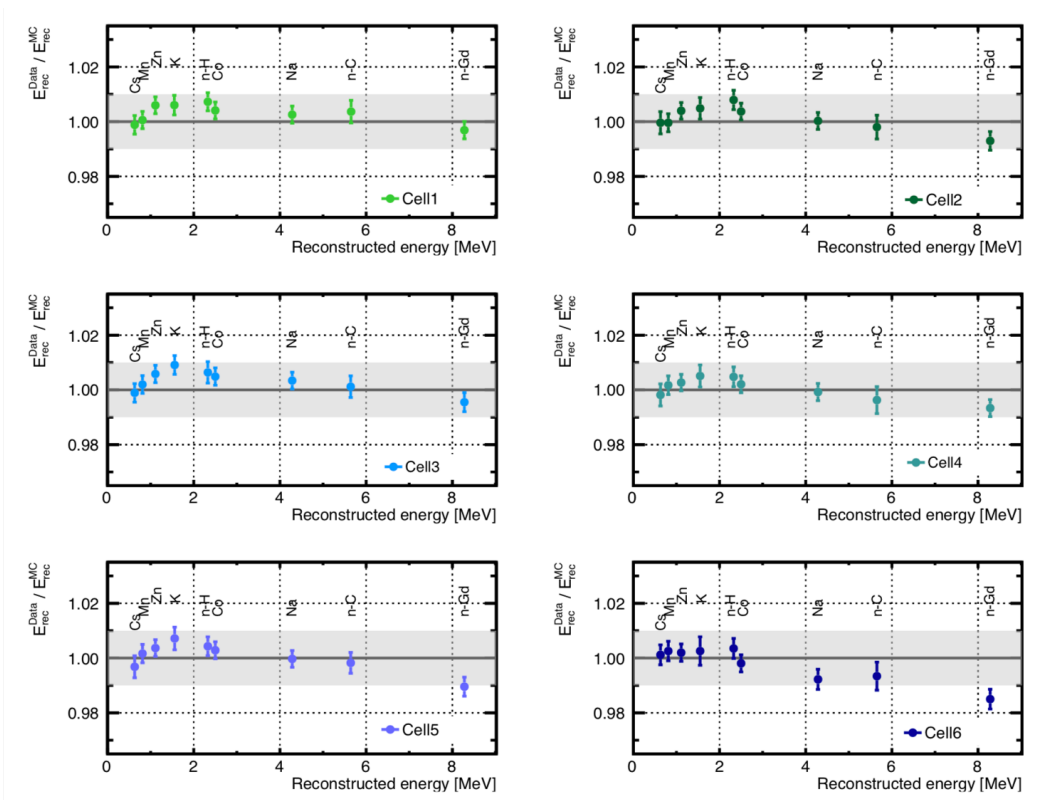 E_rec^Data / E_rec^MC
1.02
1.00
0.98
Cs Mn Zn K n-H Co Na n-C n-Gd
Cell1
0 2 4 6 8
Reconstructed energy [MeV]
E_rec^Data / E_rec^MC
1.02
1.00
0.98
Cs Mn Zn K n-H Co Na n-C n-Gd
Cell2
0 2 4 6 8
Reconstructed energy [MeV]
E_rec^Data / E_rec^MC
1.02
1.00
0.98
Cs Mn Zn K n-H Co Na n-C n-Gd
Cell3
0 2 4 6 8
Reconstructed energy [MeV]
E_rec^Data / E_rec^MC
1.02
1.00
0.98
Cs Mn Zn K n-H Co Na n-C n-Gd
Cell4
0 2 4 6 8
Reconstructed energy [MeV]
E_rec^Data / E_rec^MC
1.02
1.00
0.98
Cs Mn Zn K n-H Co Na n-C n-Gd
Cell5
0 2 4 6 8
Reconstructed energy [MeV]
E_rec^Data / E_rec^MC
1.02
1.00
0.98
Cs Mn Zn K n-H Co Na n-C n-Gd
Cell6
0 2 4 6 8
Reconstructed energy [MeV]